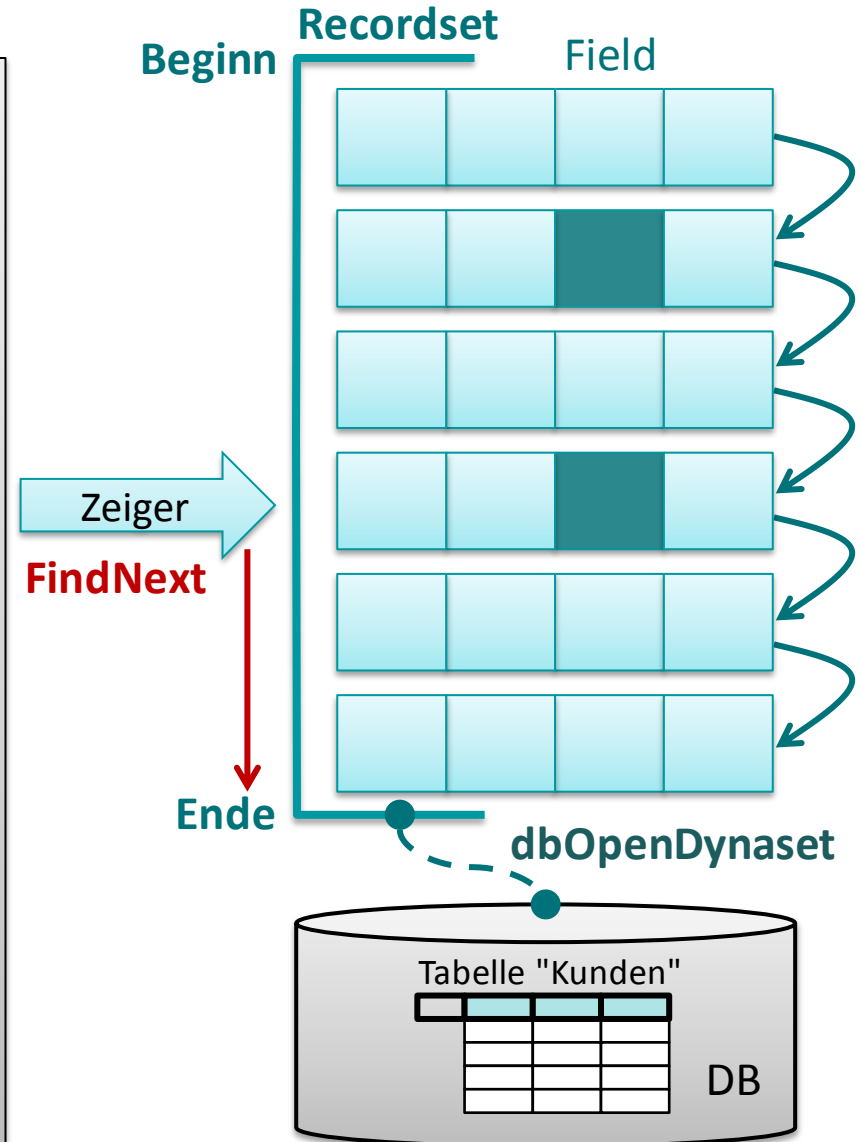 Recordset
Beginn
Field
Zeiger
FindNext
Ende
dbOpenDynaset
Tabelle "Kunden"
DB